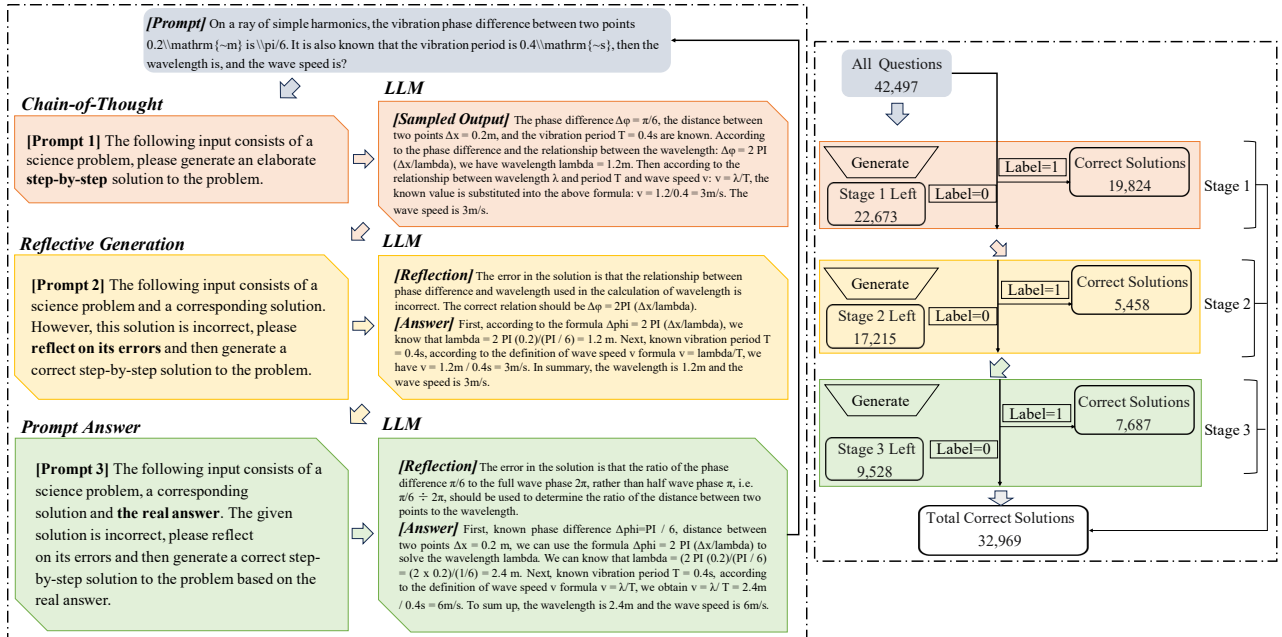 [Prompt] On a ray of simple harmonics, the vibration phase difference between two points
0.2\\mathrm{~m} is \\pi/6. It is also known that the vibration period is 0.4\\mathrm{~s}, then the
wavelength is, and the wave speed is?
Chain-of-Thought
[Prompt 1] The following input consists of a
science problem, please generate an elaborate
step-by-step solution to the problem.
LLM
[Sampled Output] The phase difference Δφ = π/6, the distance between
two points Δx = 0.2m, and the vibration period T = 0.4s are known. According
to the phase difference and the relationship between the wavelength: Δφ = 2 PI
(Δx/lambda), we have wavelength lambda = 1.2m. Then according to the
relationship between wavelength λ and period T and wave speed v: v = λ/T, the
known value is substituted into the above formula: v = 1.2/0.4 = 3m/s. The
wave speed is 3m/s.
Reflective Generation
[Prompt 2] The following input consists of a
science problem and a corresponding solution.
However, this solution is incorrect, please
reflect on its errors and then generate a
correct step-by-step solution to the problem.
LLM
[Reflection] The error in the solution is that the relationship between
phase difference and wavelength used in the calculation of wavelength is
incorrect. The correct relation should be Δφ = 2PI (Δx/lambda).
[Answer] First, according to the formula Δphi = 2 PI (Δx/lambda), we
know that lambda = 2 PI (0.2)/(PI / 6) = 1.2 m. Next, known vibration period T
= 0.4s, according to the definition of wave speed v formula v = lambda/T, we
have v = 1.2m / 0.4s = 3m/s. In summary, the wavelength is 1.2m and the
wave speed is 3m/s.
Prompt Answer
[Prompt 3] The following input consists of a
science problem, a corresponding
solution and the real answer. The given
solution is incorrect, please reflect
on its errors and then generate a correct step-
by-step solution to the problem based on the
real answer.
LLM
[Reflection] The error in the solution is that the ratio of the phase
difference π/6 to the full wave phase 2π, rather than half wave phase π, i.e.
π/6 ÷ 2π, should be used to determine the ratio of the distance between two
points to the wavelength.
[Answer] First, known phase difference Δphi=PI / 6, distance between
two points Δx = 0.2 m, we can use the formula Δphi = 2 PI (Δx/lambda) to
solve the wavelength lambda. We can know that lambda = (2 PI (0.2)/(PI / 6)
= (2 x 0.2)/(1/6) = 2.4 m. Next, known vibration period T = 0.4s, according
to the definition of wave speed v formula v = λ/T, we obtain v = λ/ T = 2.4m
/ 0.4s = 6m/s. To sum up, the wavelength is 2.4m and the wave speed is 6m/s.
All Questions
42,497
Generate
Label=1
Correct Solutions
19,824
Stage 1 Left
22,673
Label=0
Stage 1
Generate
Label=1
Correct Solutions
5,458
Stage 2 Left
17,215
Label=0
Stage 2
Generate
Label=1
Correct Solutions
7,687
Stage 3 Left
9,528
Label=0
Stage 3
Total Correct Solutions
32,969